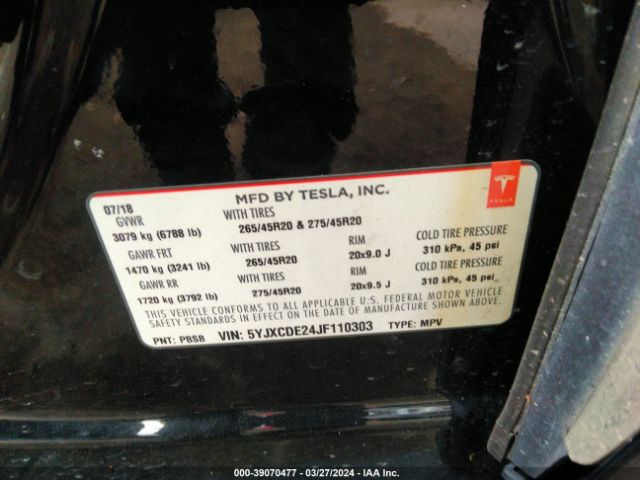 MFD BY TESLA, INC.
TESLA
07/18
GVWR WITH TIRES
3079 kg (6788 lb) 265/45R20 & 275/45R20
GAWR FRT WITH TIRES RIM COLD TIRE PRESSURE
1470 kg (3241 lb) 265/45R20 20x9.0 J 310 kPa, 45 psi
GAWR RR WITH TIRES RIM COLD TIRE PRESSURE
1720 kg (3792 lb) 275/45R20 20x9.5 J 310 kPa, 45 psi
THIS VEHICLE CONFORMS TO ALL APPLICABLE U.S. FEDERAL MOTOR VEHICLE
SAFETY STANDARDS IN EFFECT ON THE DATE OF MANUFACTURE SHOWN ABOVE.
PNT: PBSB VIN: 5YJXCDE24JF110303 TYPE: MPV
000-39070477 — 03/27/2024 — IAA Inc.